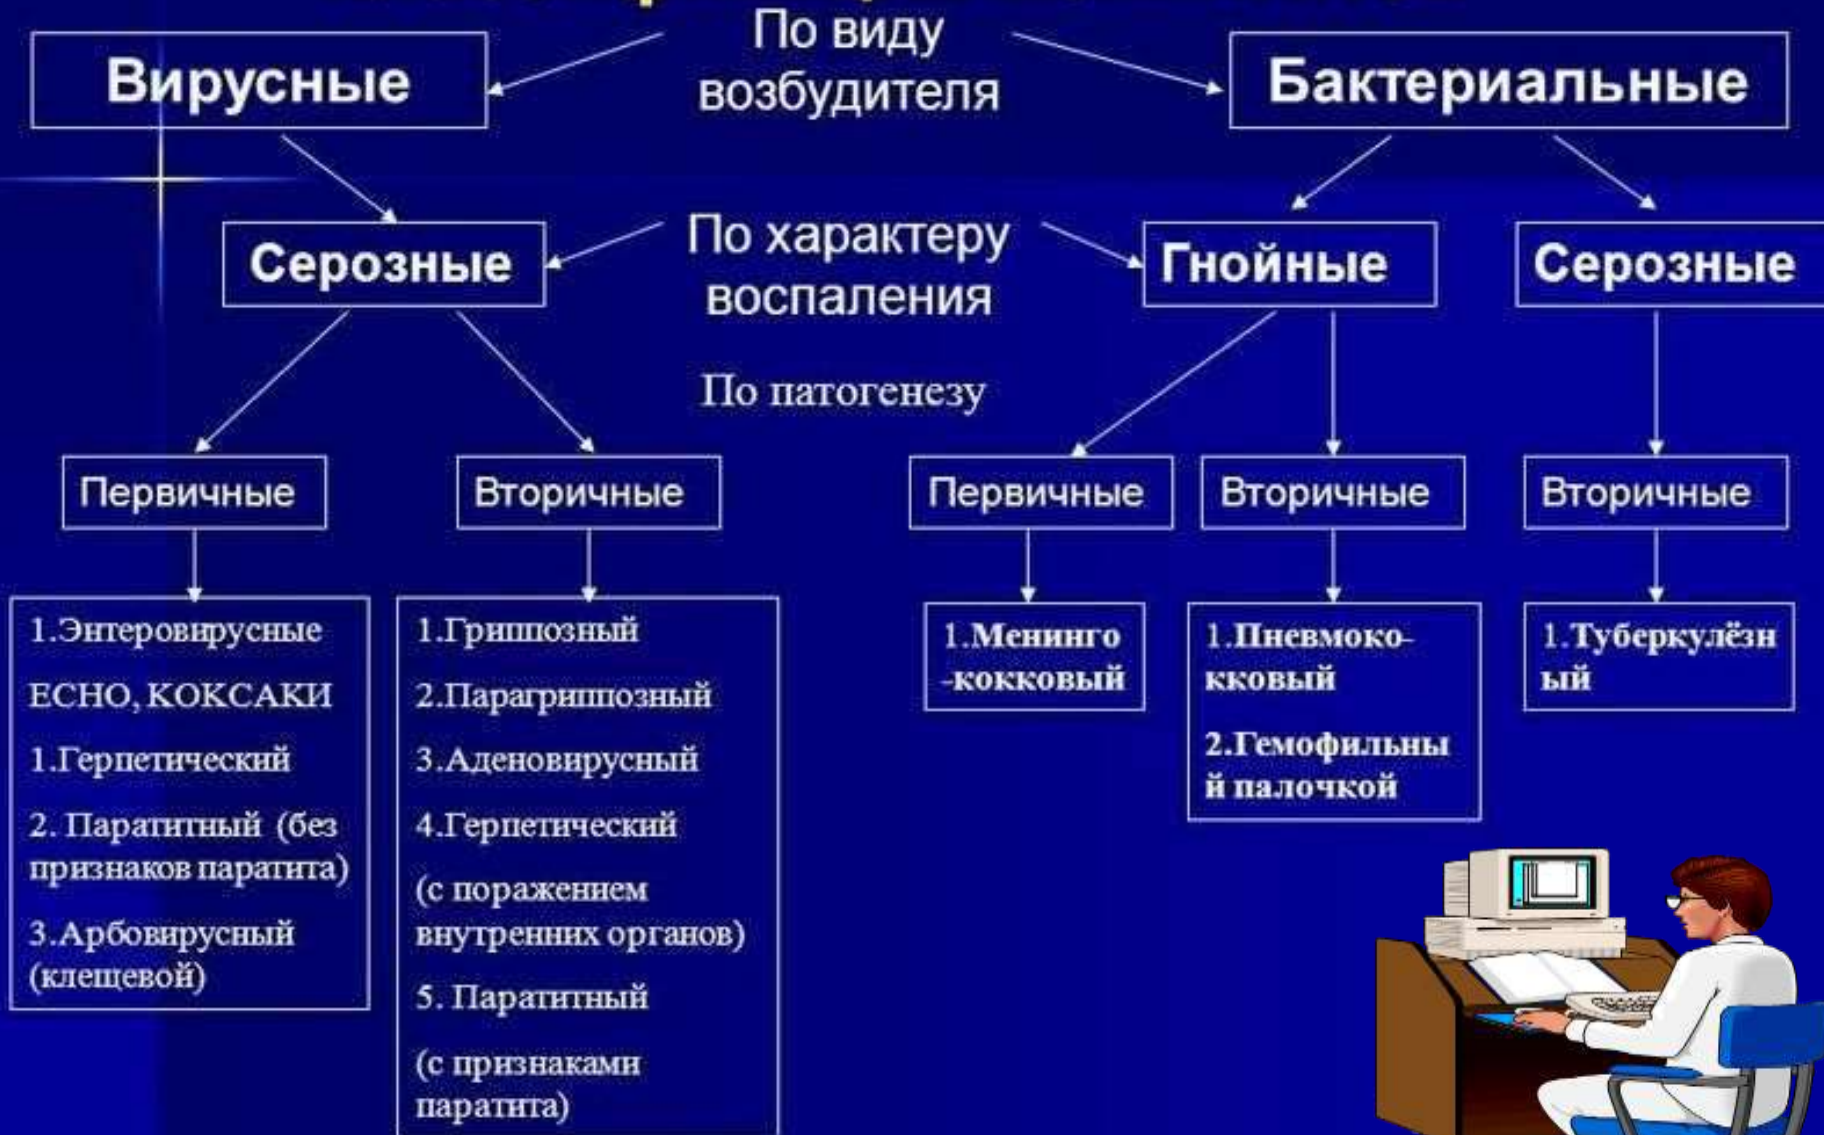 По виду
возбудителя
Вирусные
Бактериальные
По характеру
воспаления
Серозные
Гнойные
Серозные
По патогенезу
Первичные
Вторичные
Первичные
Вторичные
Вторичные
1.Энтеровирусные
ЕСНО, КОКСАКИ
1.Герпетический
2. Паратитный (без
признаков паратита)
3.Арбовирусный
(клещевой)
1.Гриппозный
2.Парагриппозный
3.Аденовирусный
4.Герпетический
(с поражением
внутренних органов)
5. Паратитный
(с признаками
паратита)
1.Менинго
-кокковый
1.Пневмоко-
кковый
2.Гемофильны
й палочкой
1.Туберкулёзн
ый